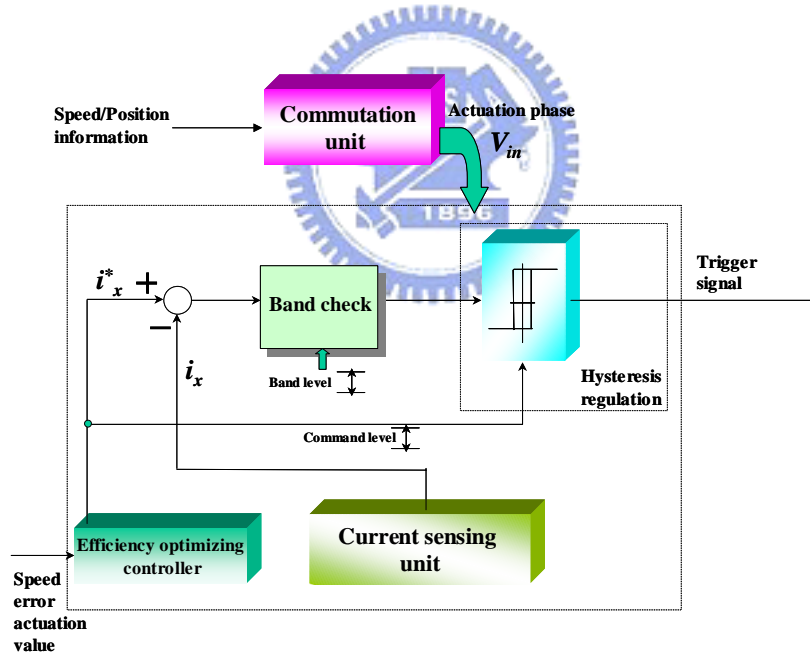 Speed/Position
information
Commutation
unit
Actuation phase
V_in
1896
i*_x
+
−
Band check
Trigger
signal
i_x
Band level
Hysteresis
regulation
Command level
Efficiency optimizing
controller
Current sensing
unit
Speed
error
actuation
value